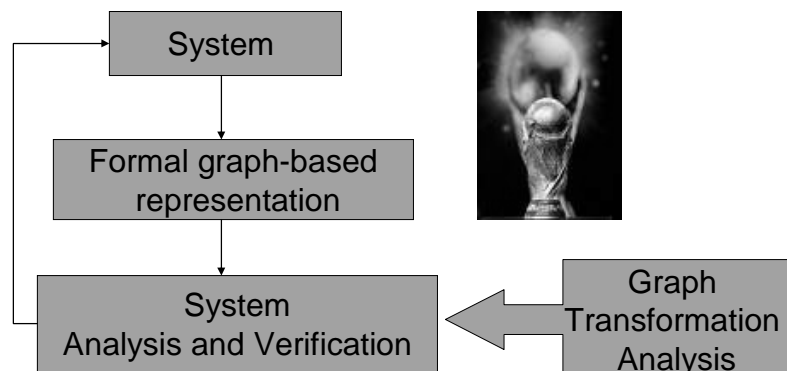 System
Formal graph-based
representation
System
Analysis and Verification
Graph
Transformation
Analysis